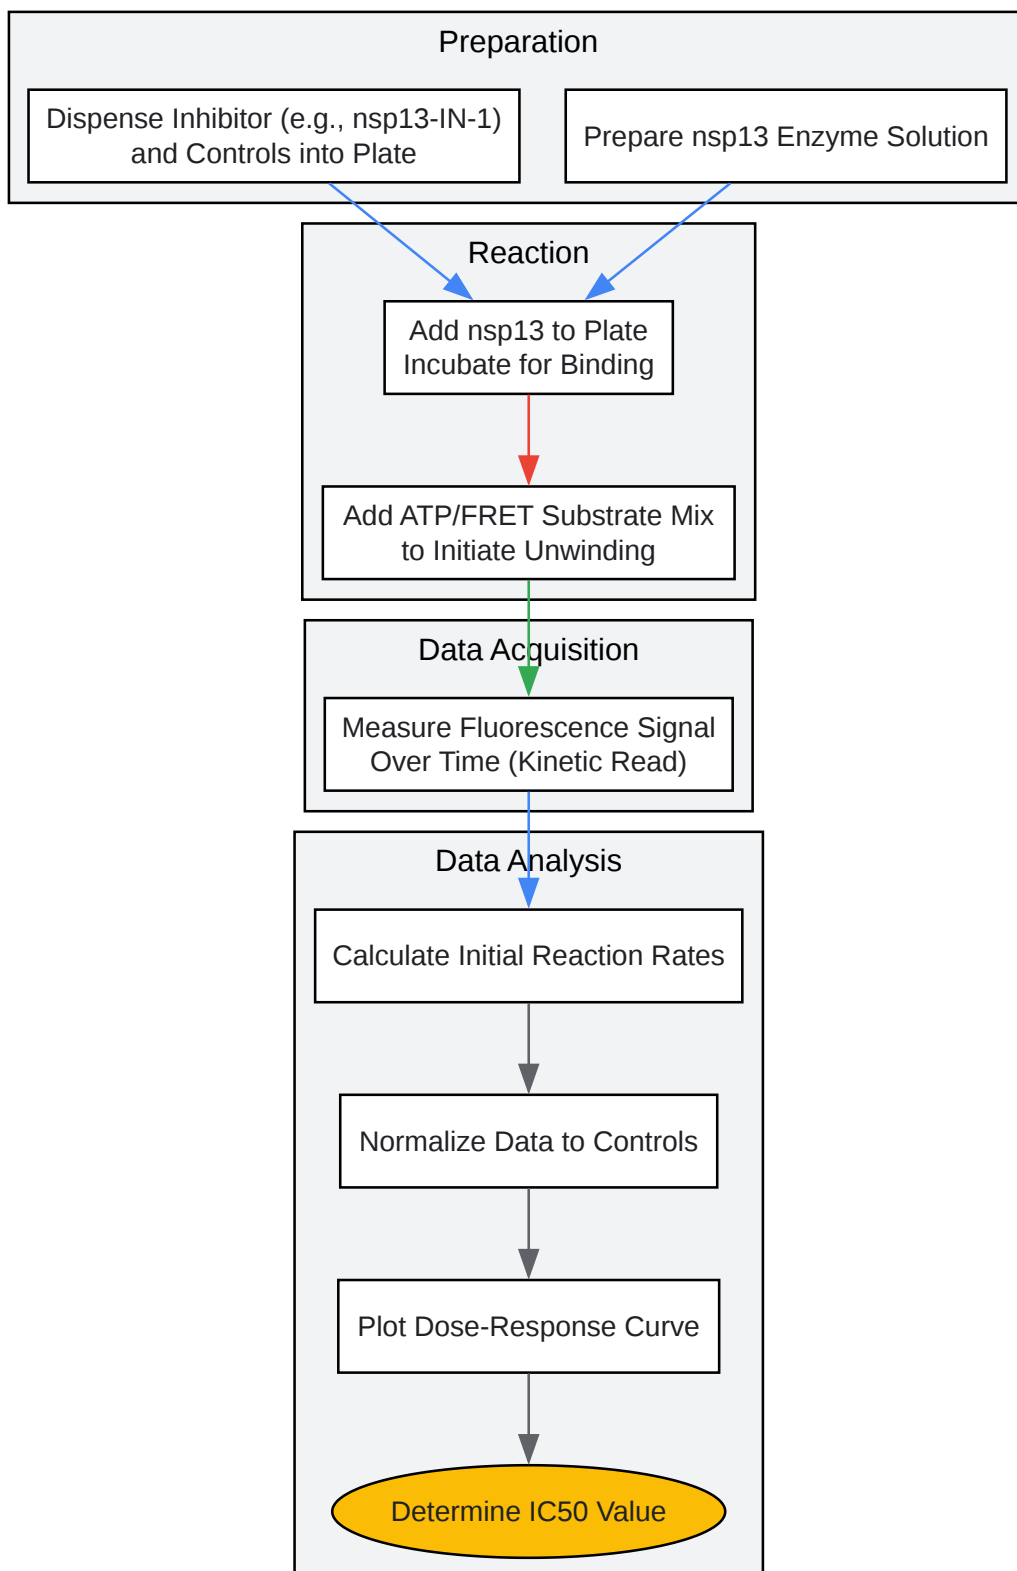 Preparation
Dispense Inhibitor (e.g., nsp13-IN-1)
and Controls into Plate
Prepare nsp13 Enzyme Solution
Reaction
Add nsp13 to Plate
Incubate for Binding
Add ATP/FRET Substrate Mix
to Initiate Unwinding
Data Acquisition
Measure Fluorescence Signal
Over Time (Kinetic Read)
Data Analysis
Calculate Initial Reaction Rates
Normalize Data to Controls
Plot Dose-Response Curve
Determine IC50 Value